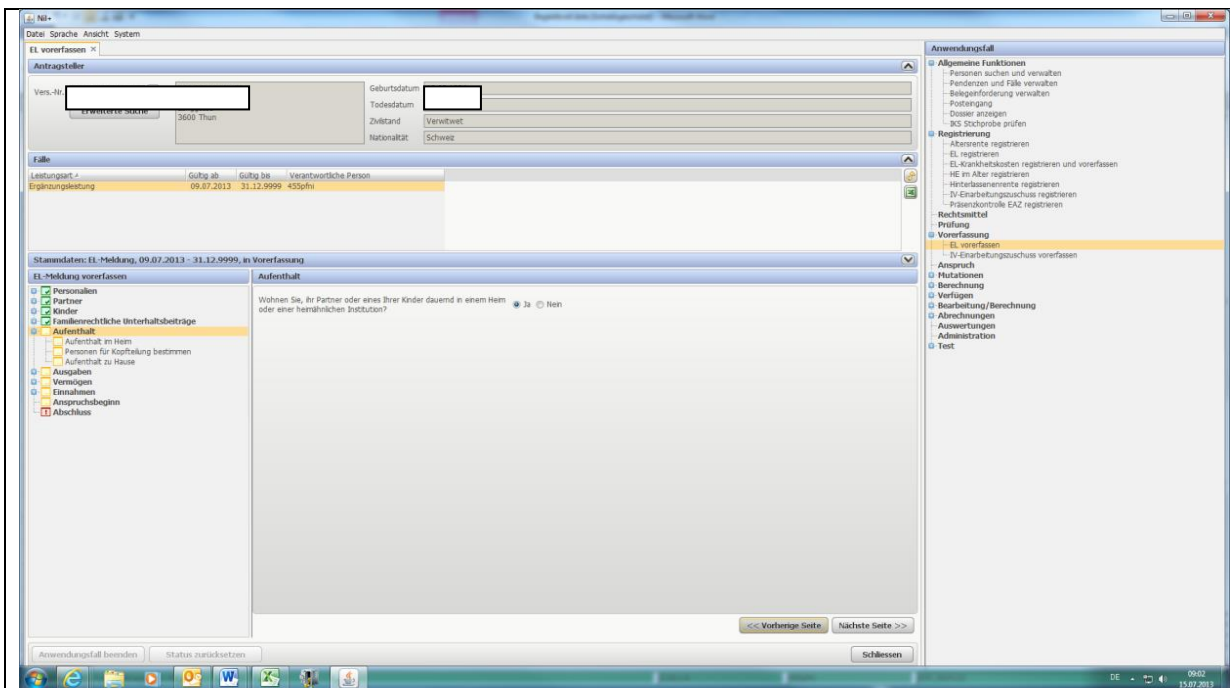 Nil+
Datei Sprache Ansicht System
EL vorerfassen ×
Antragsteller
Vers.-Nr.
Erweiterte Suche
3600 Thun
Geburtsdatum
Todesdatum
Zivilstand Verwitwet
Nationalität Schweiz
Fälle
Leistungsart Gültig ab Gültig bis Verantwortliche Person
Ergänzungsleistung 09.07.2013 31.12.9999 455pfni
Stammdaten: EL-Meldung, 09.07.2013 - 31.12.9999, in Vorerfassung
EL-Meldung vorerfassen
Personalien
Partner
Kinder
Familienrechtliche Unterhaltsbeiträge
Aufenthalt
Aufenthalt im Heim
Personen für Kopfteilung bestimmen
Aufenthalt zu Hause
Ausgaben
Vermögen
Einnahmen
Anspruchsbeginn
Abschluss
Aufenthalt
Wohnen Sie, ihr Partner oder eines Ihrer Kinder dauernd in einem Heim
oder einer heimähnlichen Institution?
Ja Nein
<< Vorherige Seite Nächste Seite >>
Anwendungsfall beenden Status zurücksetzen Schliessen
Anwendungsfall
Allgemeine Funktionen
Personen suchen und verwalten
Pendenzen und Fälle verwalten
Belegeinforderung verwalten
Posteingang
Dossier anzeigen
IKS Stichprobe prüfen
Registrierung
Altersrente registrieren
EL registrieren
EL-Krankheitskosten registrieren und vorerfassen
HE im Alter registrieren
Hinterlassenenrente registrieren
IV-Einarbeitungszuschuss registrieren
Präsenzkontrolle EAZ registrieren
Rechtsmittel
Prüfung
Vorerfassung
EL vorerfassen
IV-Einarbeitungszuschuss vorerfassen
Anspruch
Mutationen
Berechnung
Verfügen
Bearbeitung/Berechnung
Abrechnungen
Auswertungen
Administration
Test
DE
09:02
15.07.2013